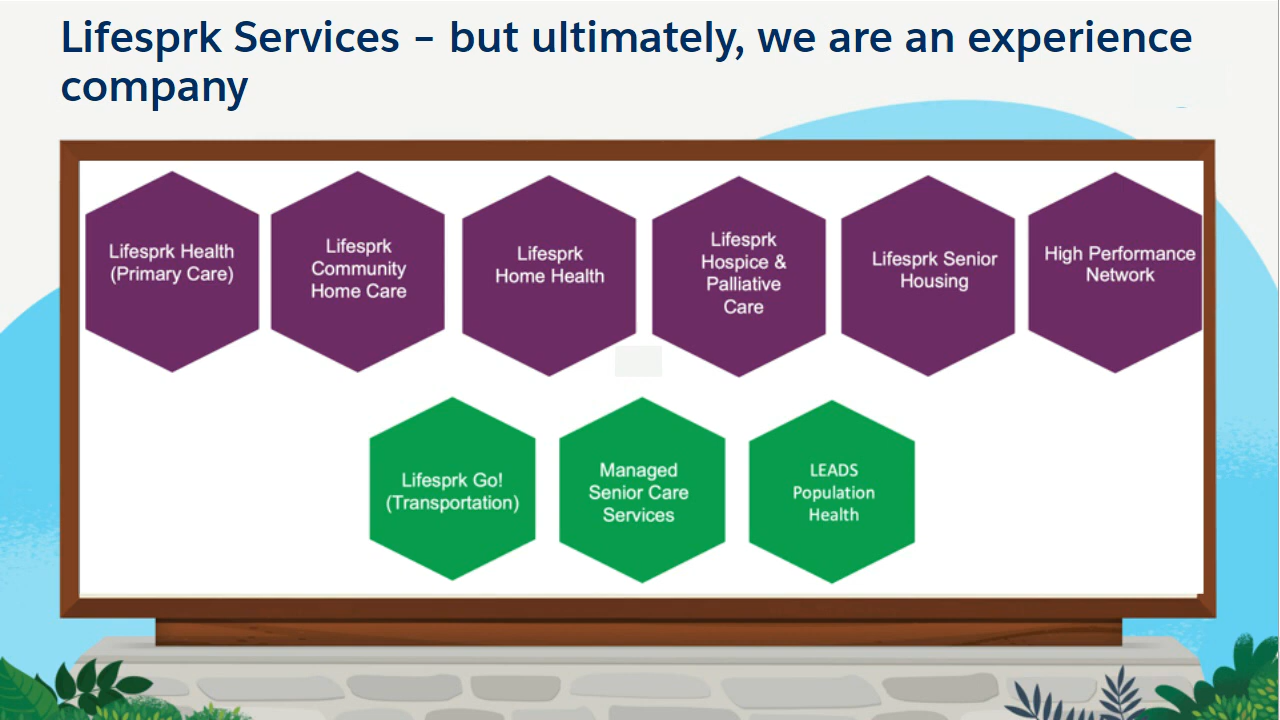 Lifesprk Services – but ultimately, we are an experience
company
Lifesprk Health
(Primary Care)
Lifesprk
Community
Home Care
Lifesprk
Home Health
Lifesprk
Hospice &
Palliative
Care
Lifesprk Senior
Housing
High Performance
Network
Lifesprk Go!
(Transportation)
Managed
Senior Care
Services
LEADS
Population
Health